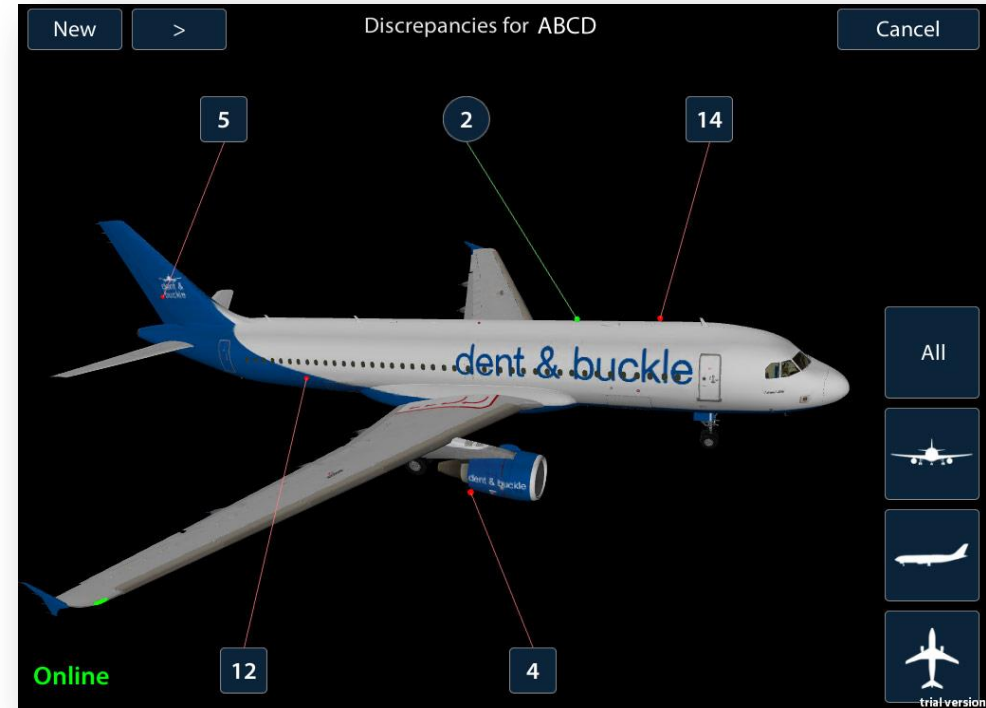 New
>
Discrepancies for ABCD
Cancel
5
2
14
dent &
buckle
dent & buckle
All
dent & buckle
Online
12
4
trial version